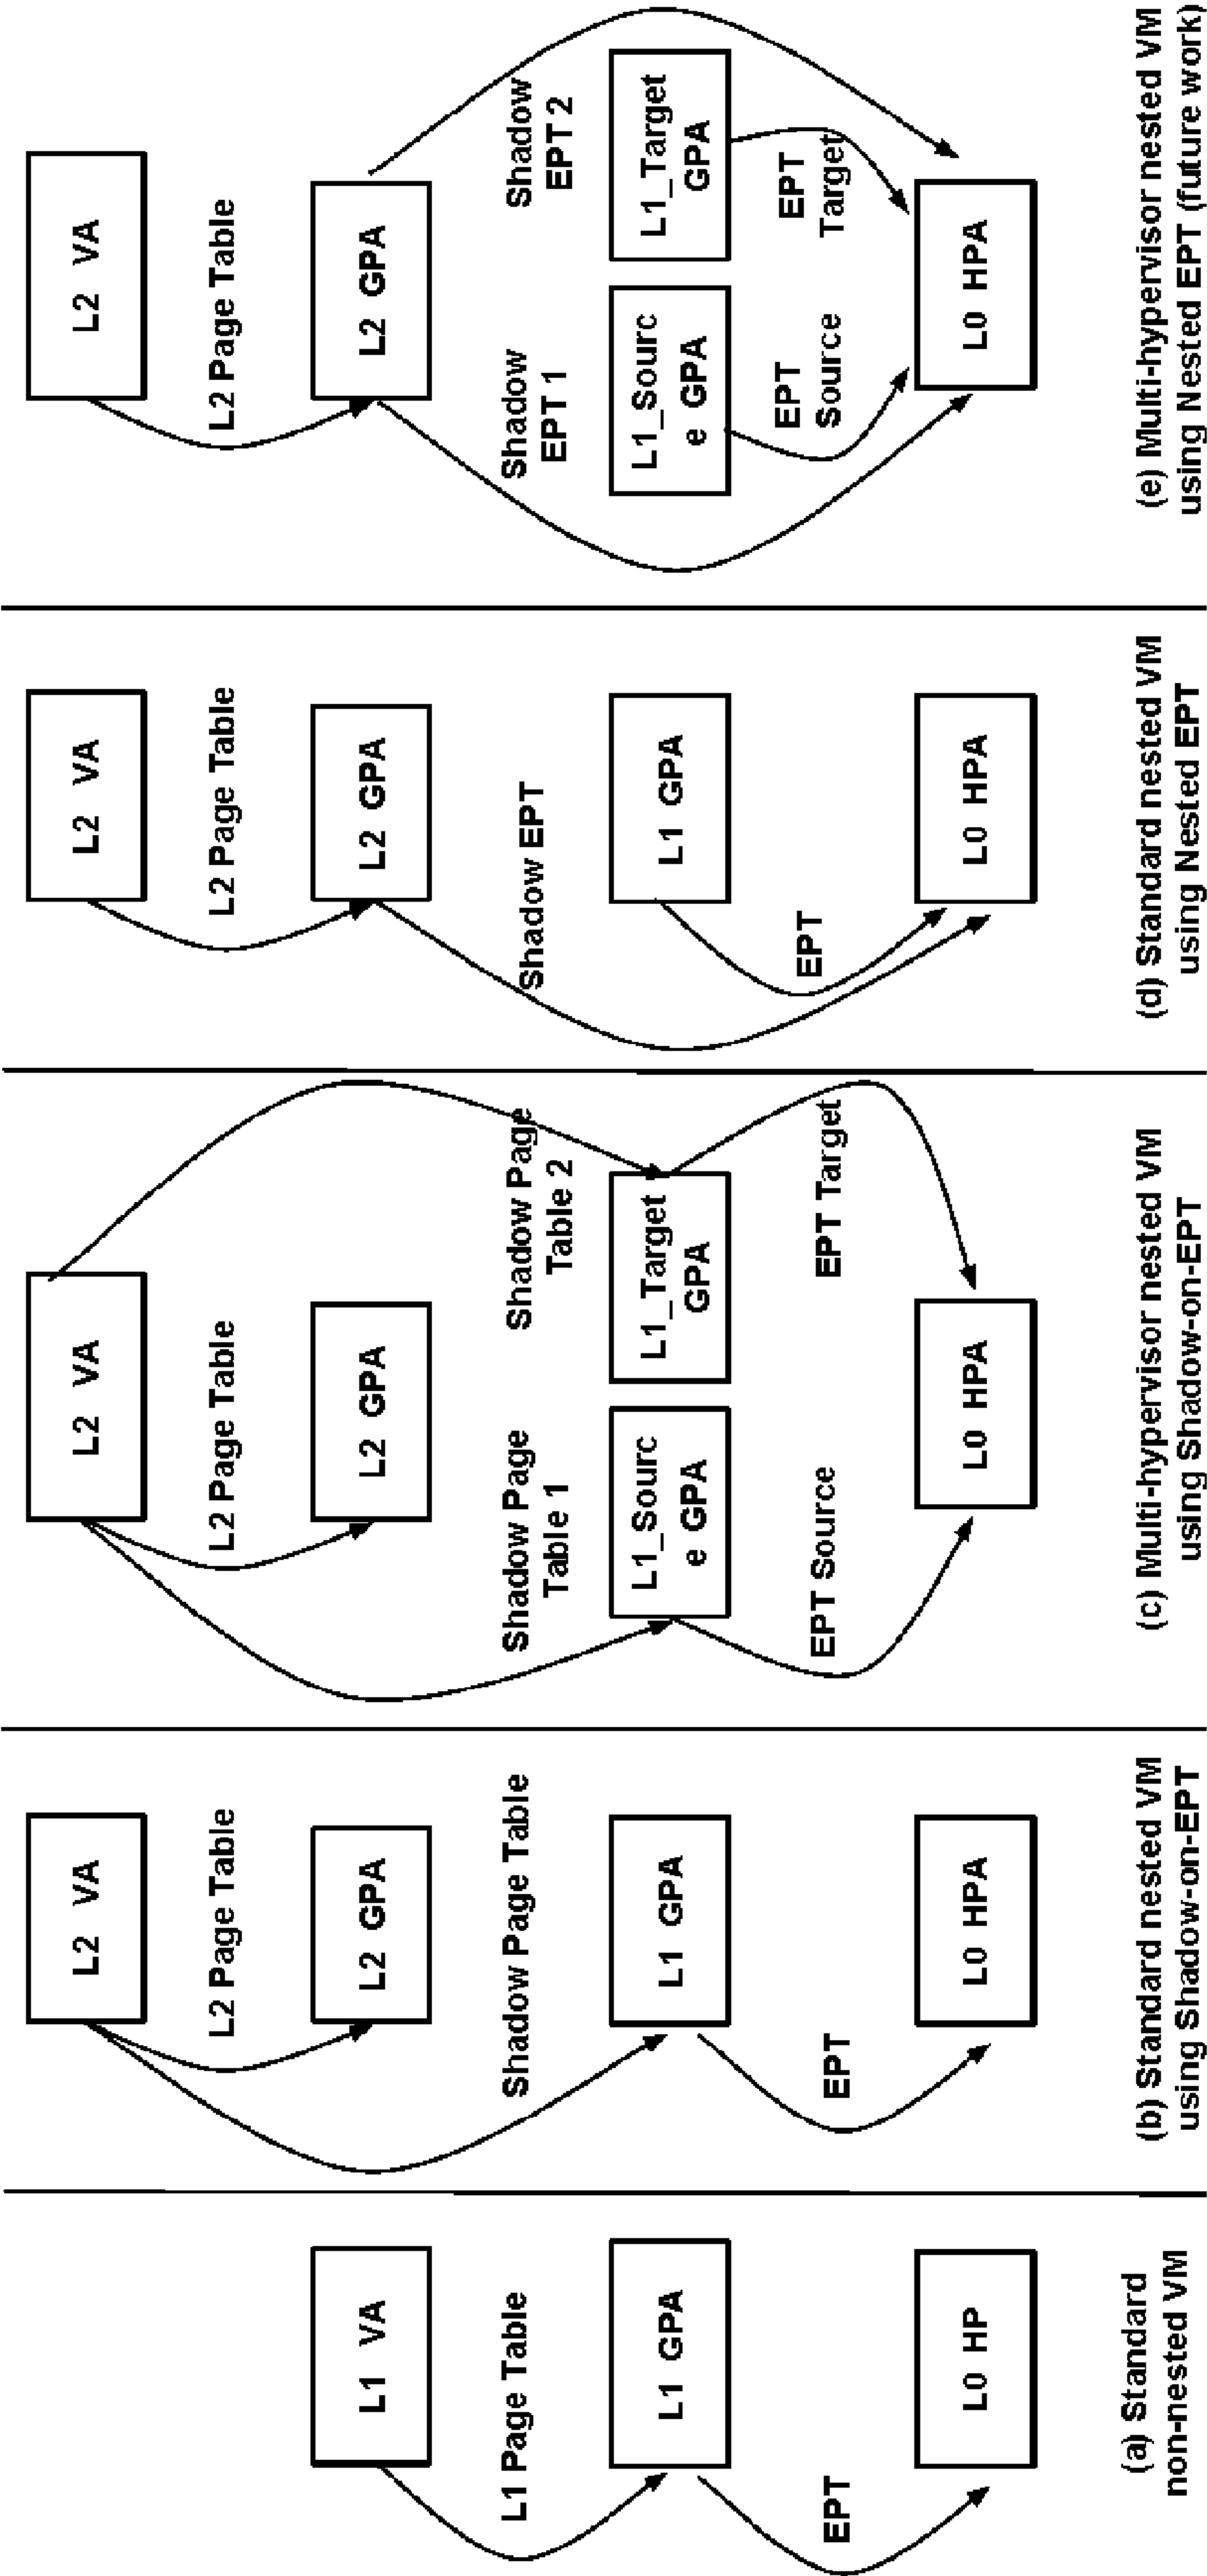 L1 VA
L1 Page Table
L1 GPA
EPT
L0 HP
(a) Standard
non-nested VM
L2 VA
L2 Page Table
L2 GPA
Shadow Page Table
L1 GPA
EPT
L0 HPA
(b) Standard nested VM
using Shadow-on-EPT
L2 VA
L2 Page Table
L2 GPA
Shadow Page
Table 1
Shadow Page
Table 2
L1_Sourc
e GPA
L1_Target
GPA
EPT Source
EPT Target
L0 HPA
(c) Multi-hypervisor nested VM
using Shadow-on-EPT
L2 VA
L2 Page Table
L2 GPA
Shadow EPT
L1 GPA
EPT
L0 HPA
(d) Standard nested VM
using Nested EPT
L2 VA
L2 Page Table
L2 GPA
Shadow
EPT 1
Shadow
EPT 2
L1_Sourc
e GPA
L1_Target
GPA
EPT
Source
EPT
Target
L0 HPA
(e) Multi-hypervisor nested VM
using Nested EPT (future work)